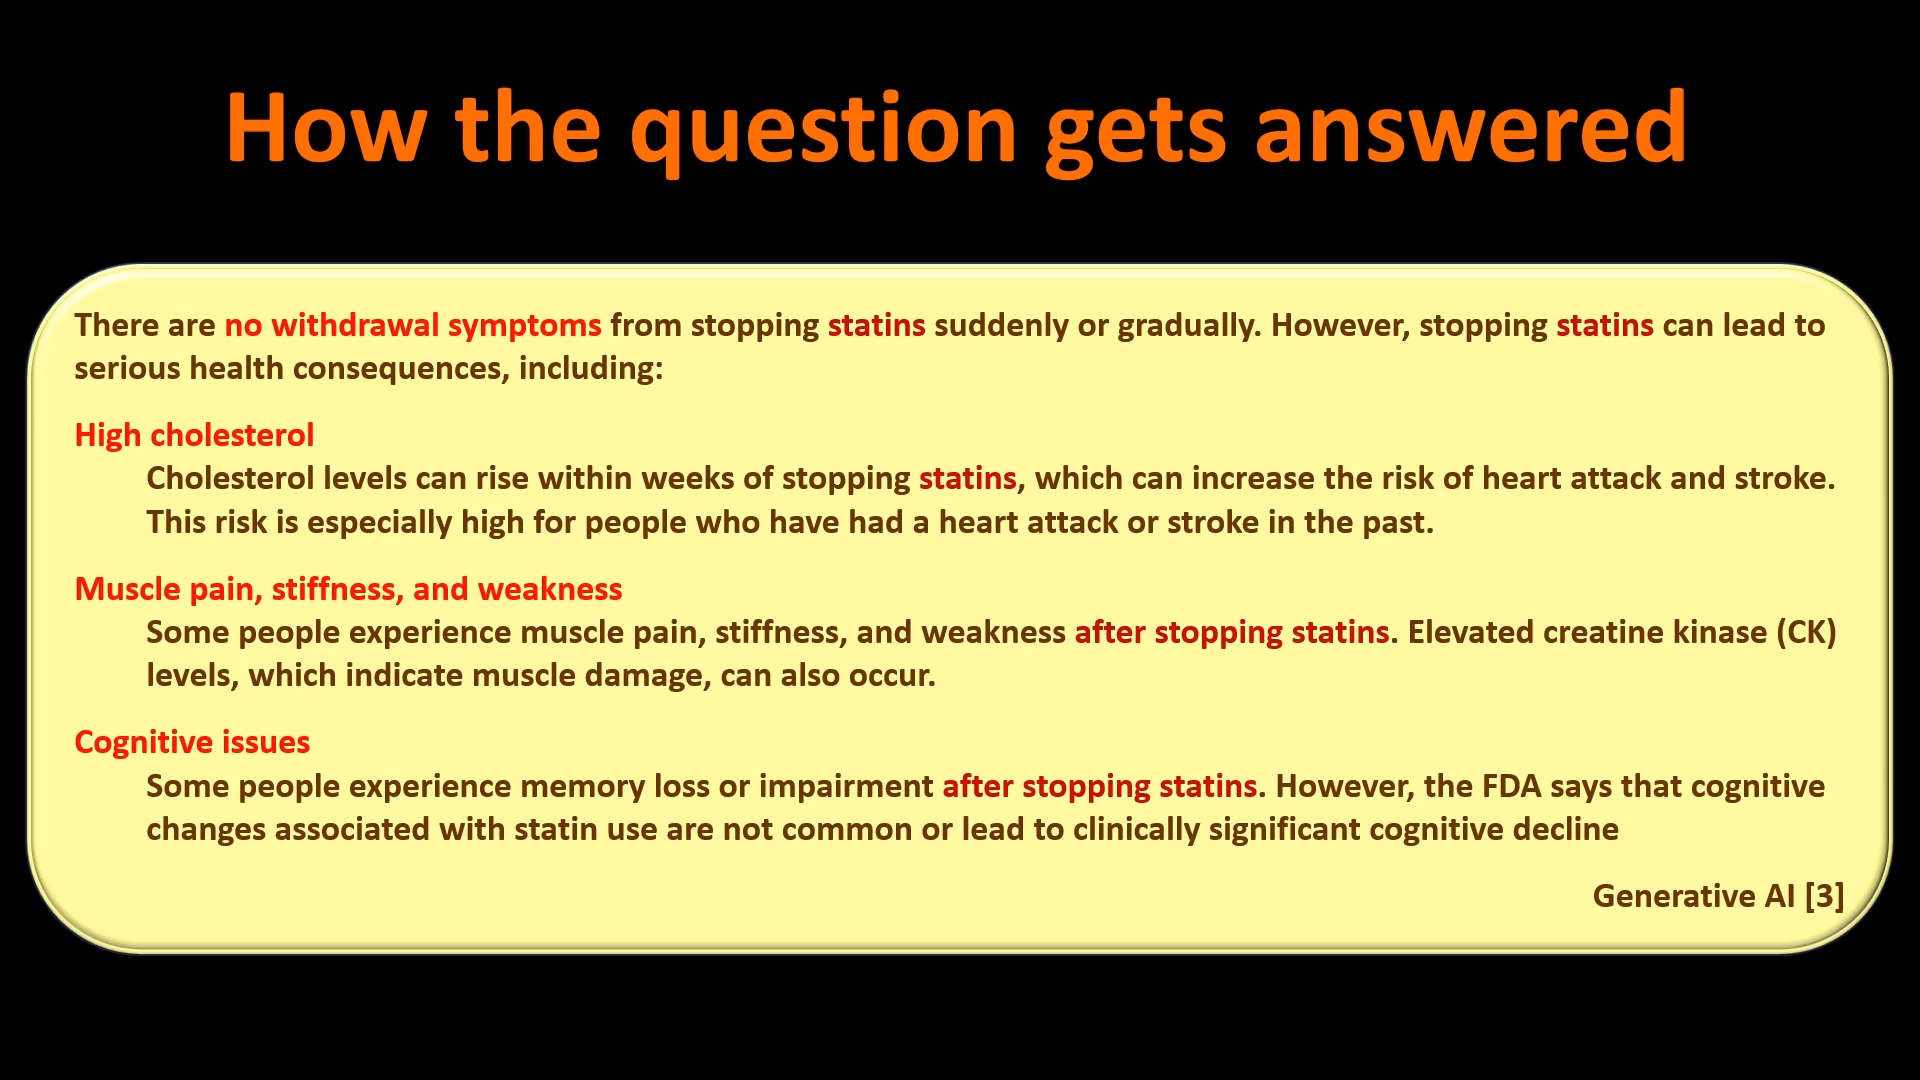 How the question gets answered
There are no withdrawal symptoms from stopping statins suddenly or gradually. However, stopping statins can lead to
serious health consequences, including:
High cholesterol
Cholesterol levels can rise within weeks of stopping statins, which can increase the risk of heart attack and stroke.
This risk is especially high for people who have had a heart attack or stroke in the past.
Muscle pain, stiffness, and weakness
Some people experience muscle pain, stiffness, and weakness after stopping statins. Elevated creatine kinase (CK)
levels, which indicate muscle damage, can also occur.
Cognitive issues
Some people experience memory loss or impairment after stopping statins. However, the FDA says that cognitive
changes associated with statin use are not common or lead to clinically significant cognitive decline
Generative AI [3]